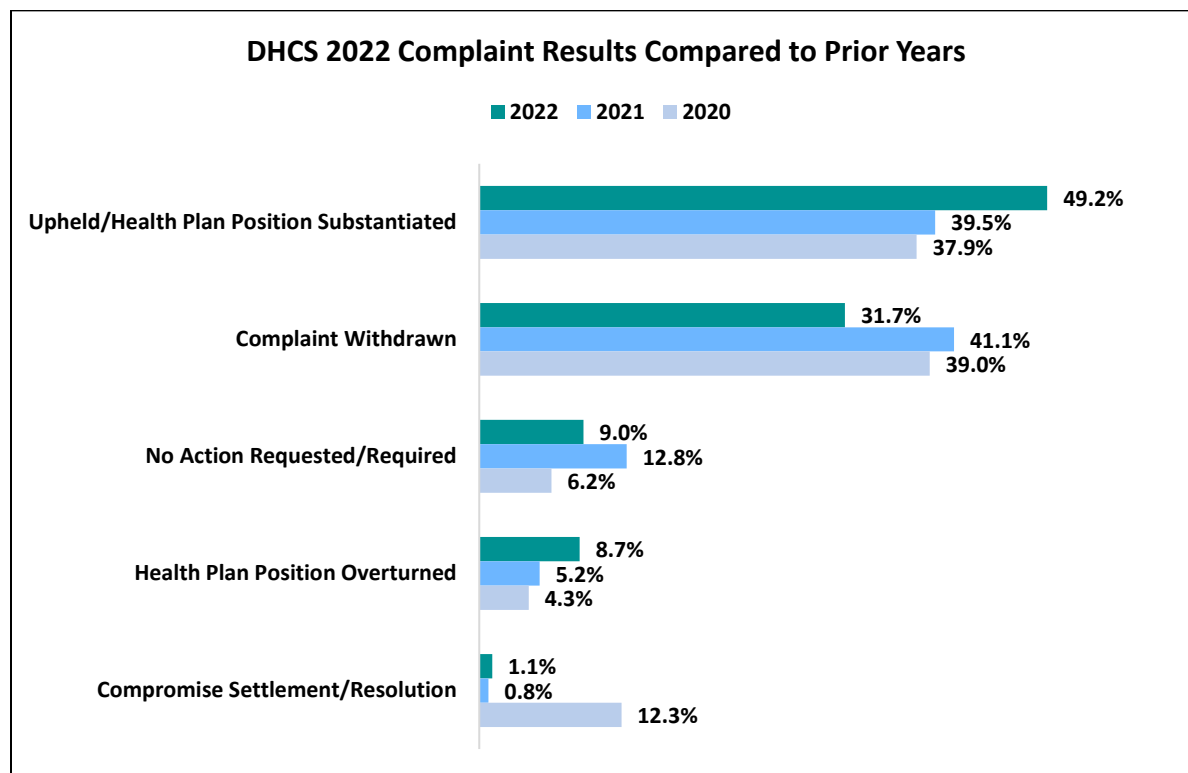 DHCS 2022 Complaint Results Compared to Prior Years
2022 2021 2020
Upheld/Health Plan Position Substantiated
49.2%
39.5%
37.9%
Complaint Withdrawn
31.7%
41.1%
39.0%
No Action Requested/Required
9.0%
12.8%
6.2%
Health Plan Position Overturned
8.7%
5.2%
4.3%
Compromise Settlement/Resolution
1.1%
0.8%
12.3%